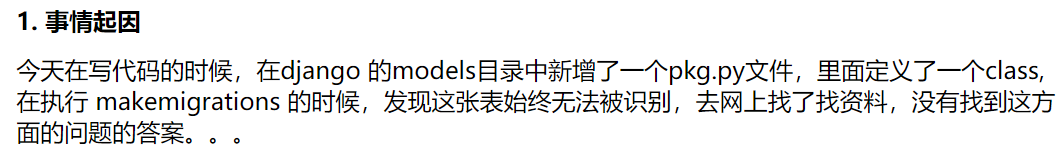 1. 事情起因
今天在写代码的时候，在django 的models目录中新增了一个pkg.py文件，里面定义了一个class,
在执行 makemigrations 的时候，发现这张表始终无法被识别，去网上找了找资料，没有找到这方
面的问题的答案。。。